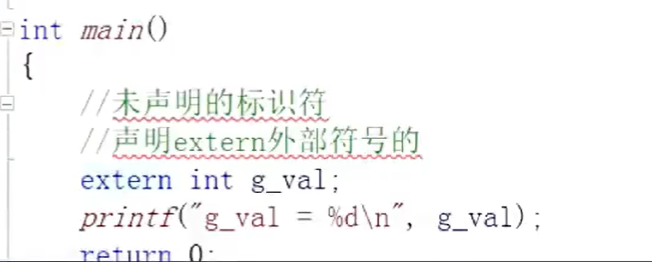 int main()
{
//未声明的标识符
//声明extern外部符号的
extern int g_val;
printf("g_val = %d\n", g_val);
return 0;